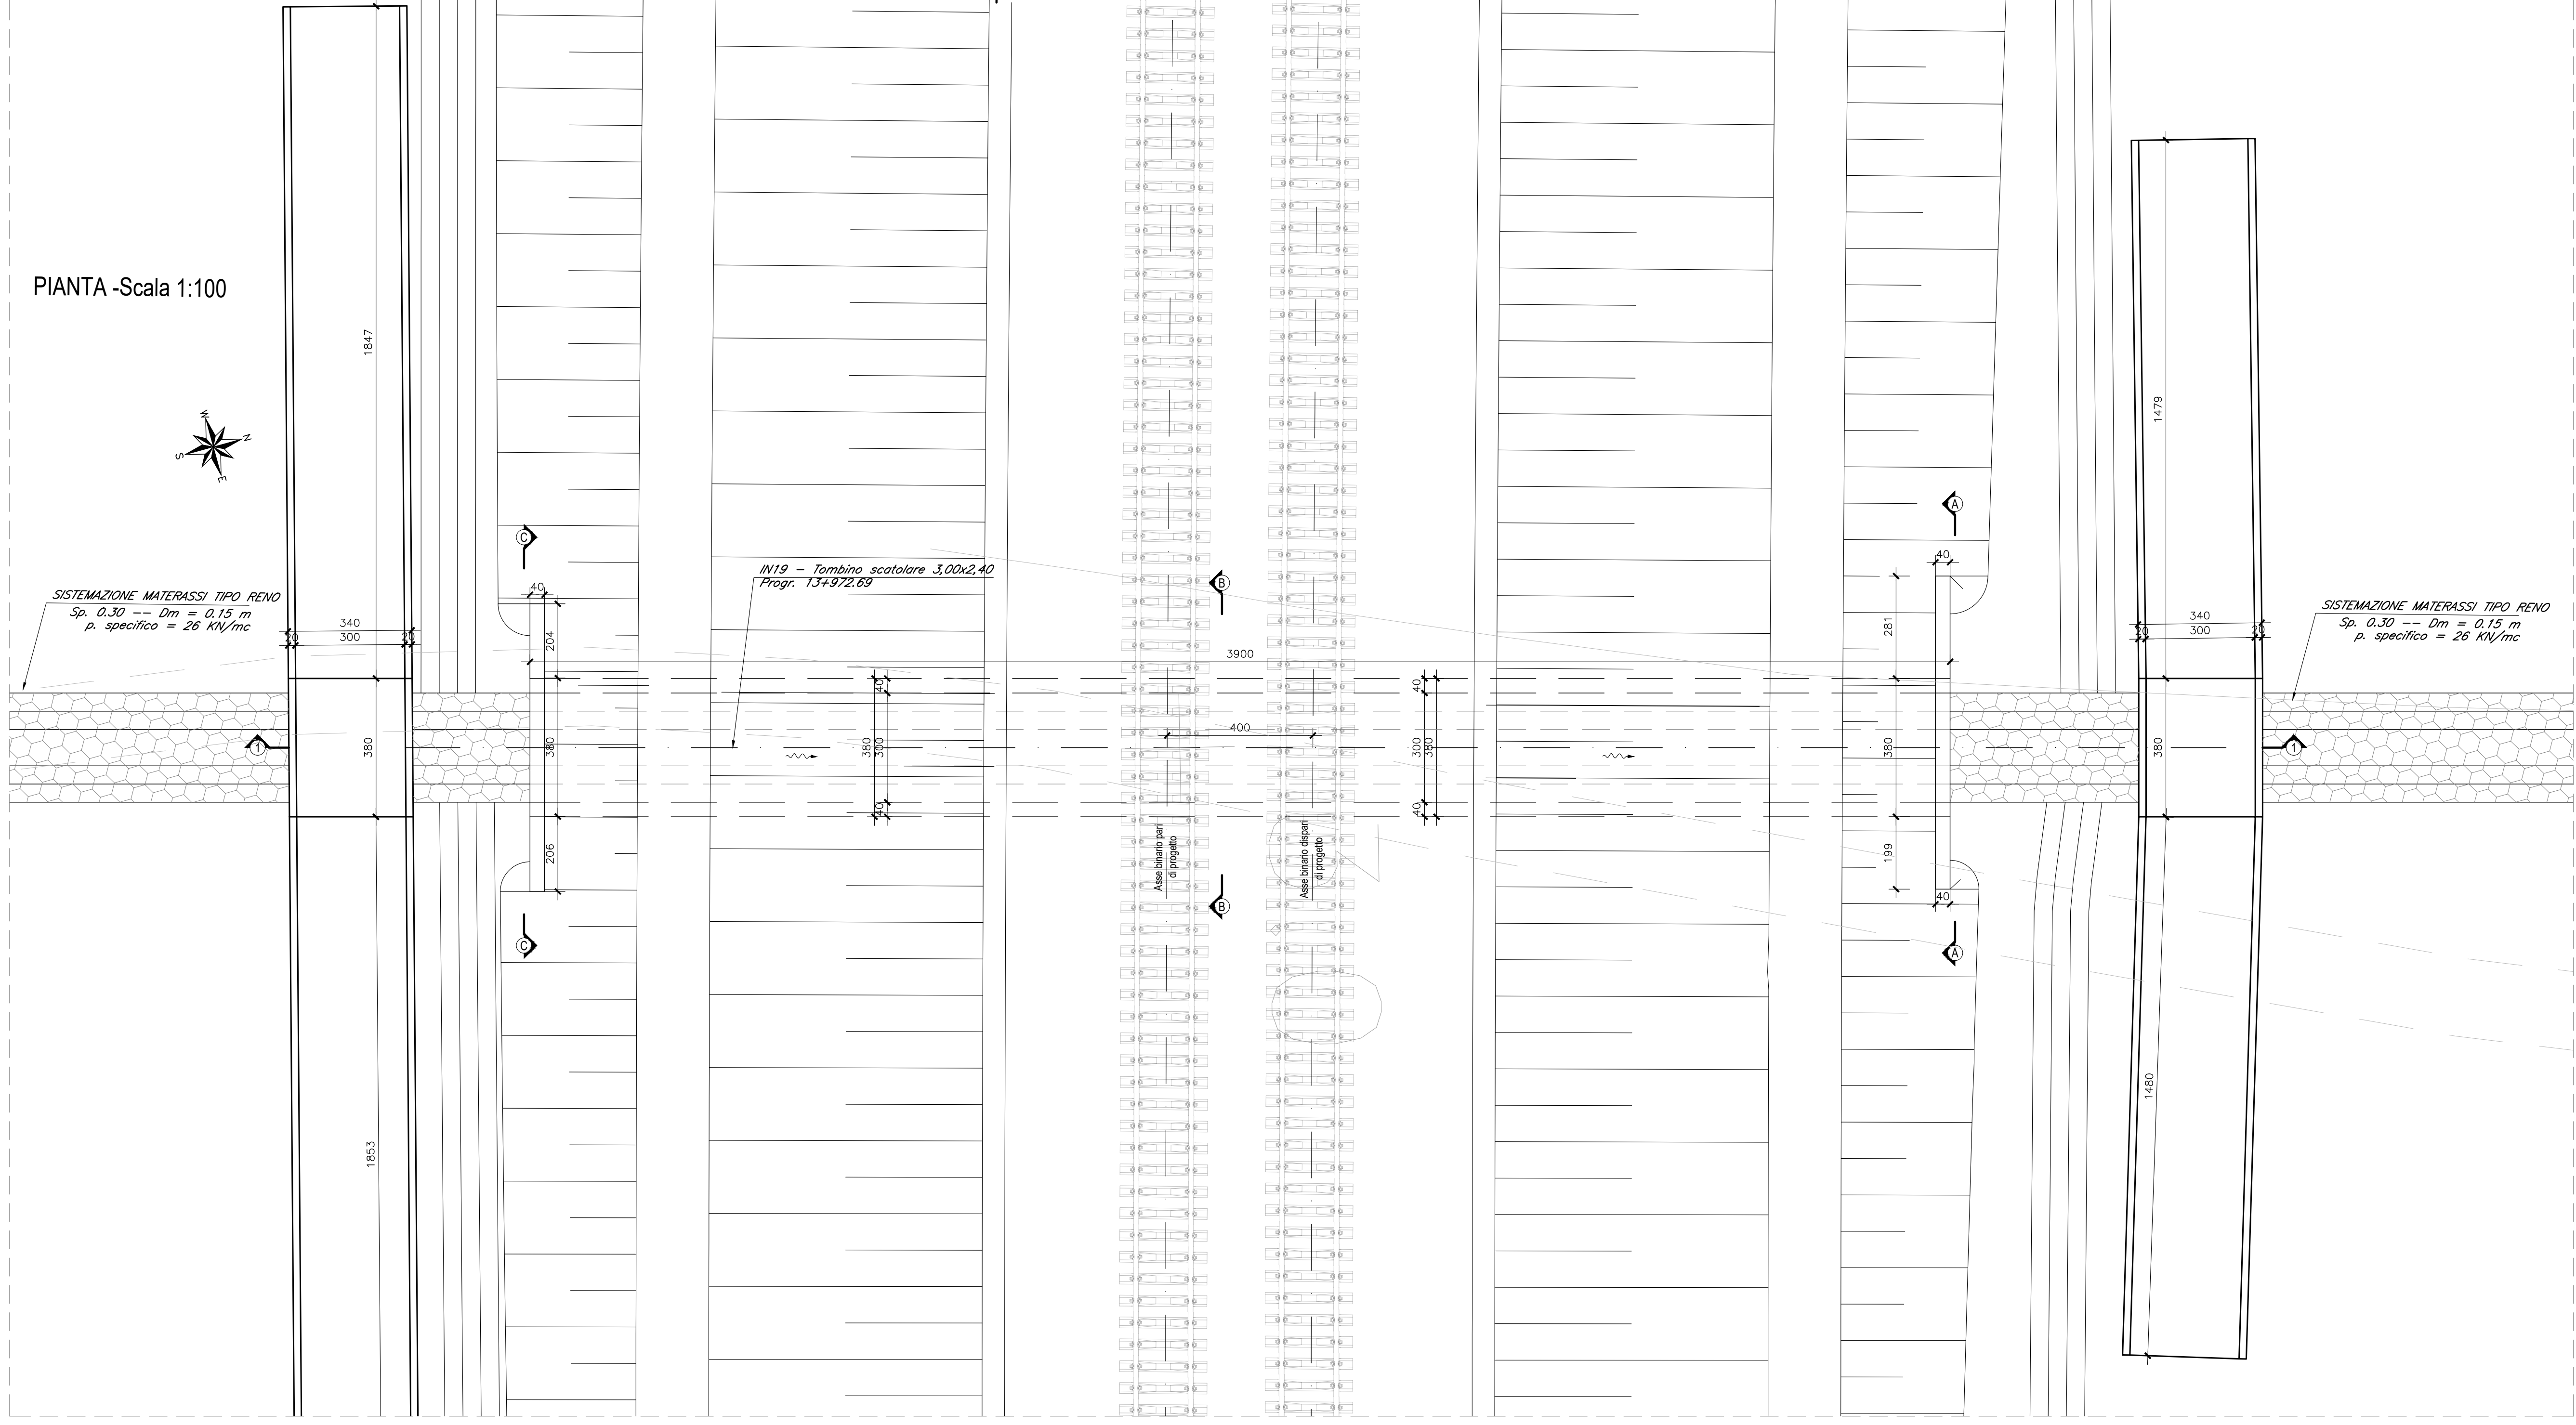 PIANTA -Scala 1:100
1847
W
N
S
E
SISTEMAZIONE MATERASSI TIPO RENO
Sp. 0.30 -- Dm = 0.15 m
p. specifico = 26 KN/mc
340
20
300
20
380
1853
1
C
C
40
204
380
206
IN19 - Tombino scatolare 3,00x2,40
Progr. 13+972.69
3900
40
380
300
40
B
B
400
Asse binario pari
di progetto
Asse binario dispari
di progetto
40
300
380
40
A
A
40
281
380
199
40
1479
340
20
300
20
380
1480
1
SISTEMAZIONE MATERASSI TIPO RENO
Sp. 0.30 -- Dm = 0.15 m
p. specifico = 26 KN/mc